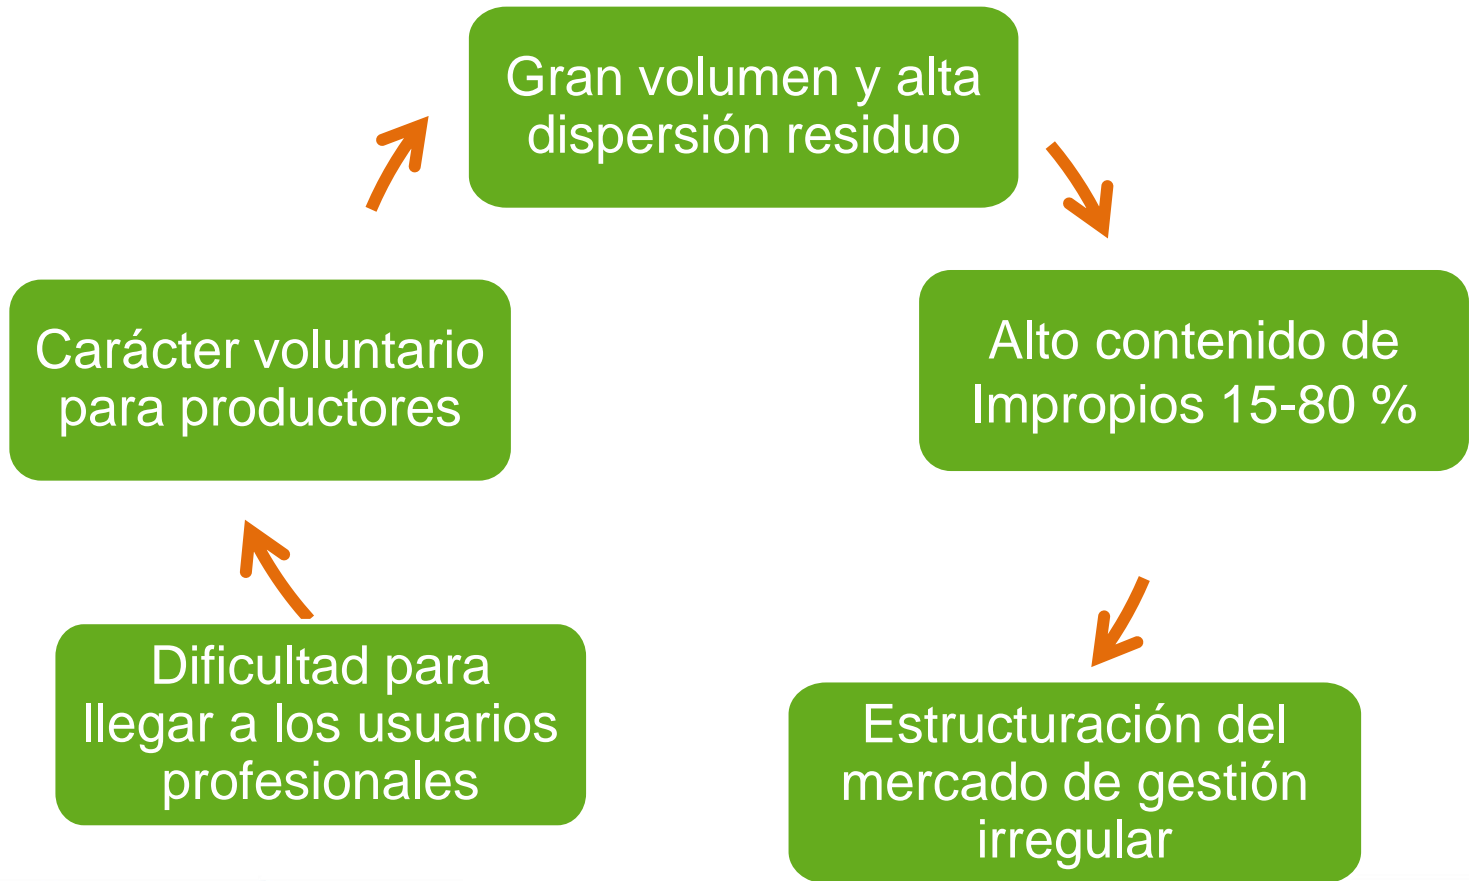 Gran volumen y alta
dispersión residuo
Carácter voluntario
para productores
Alto contenido de
Impropios 15-80 %
Dificultad para
llegar a los usuarios
profesionales
Estructuración del
mercado de gestión
irregular